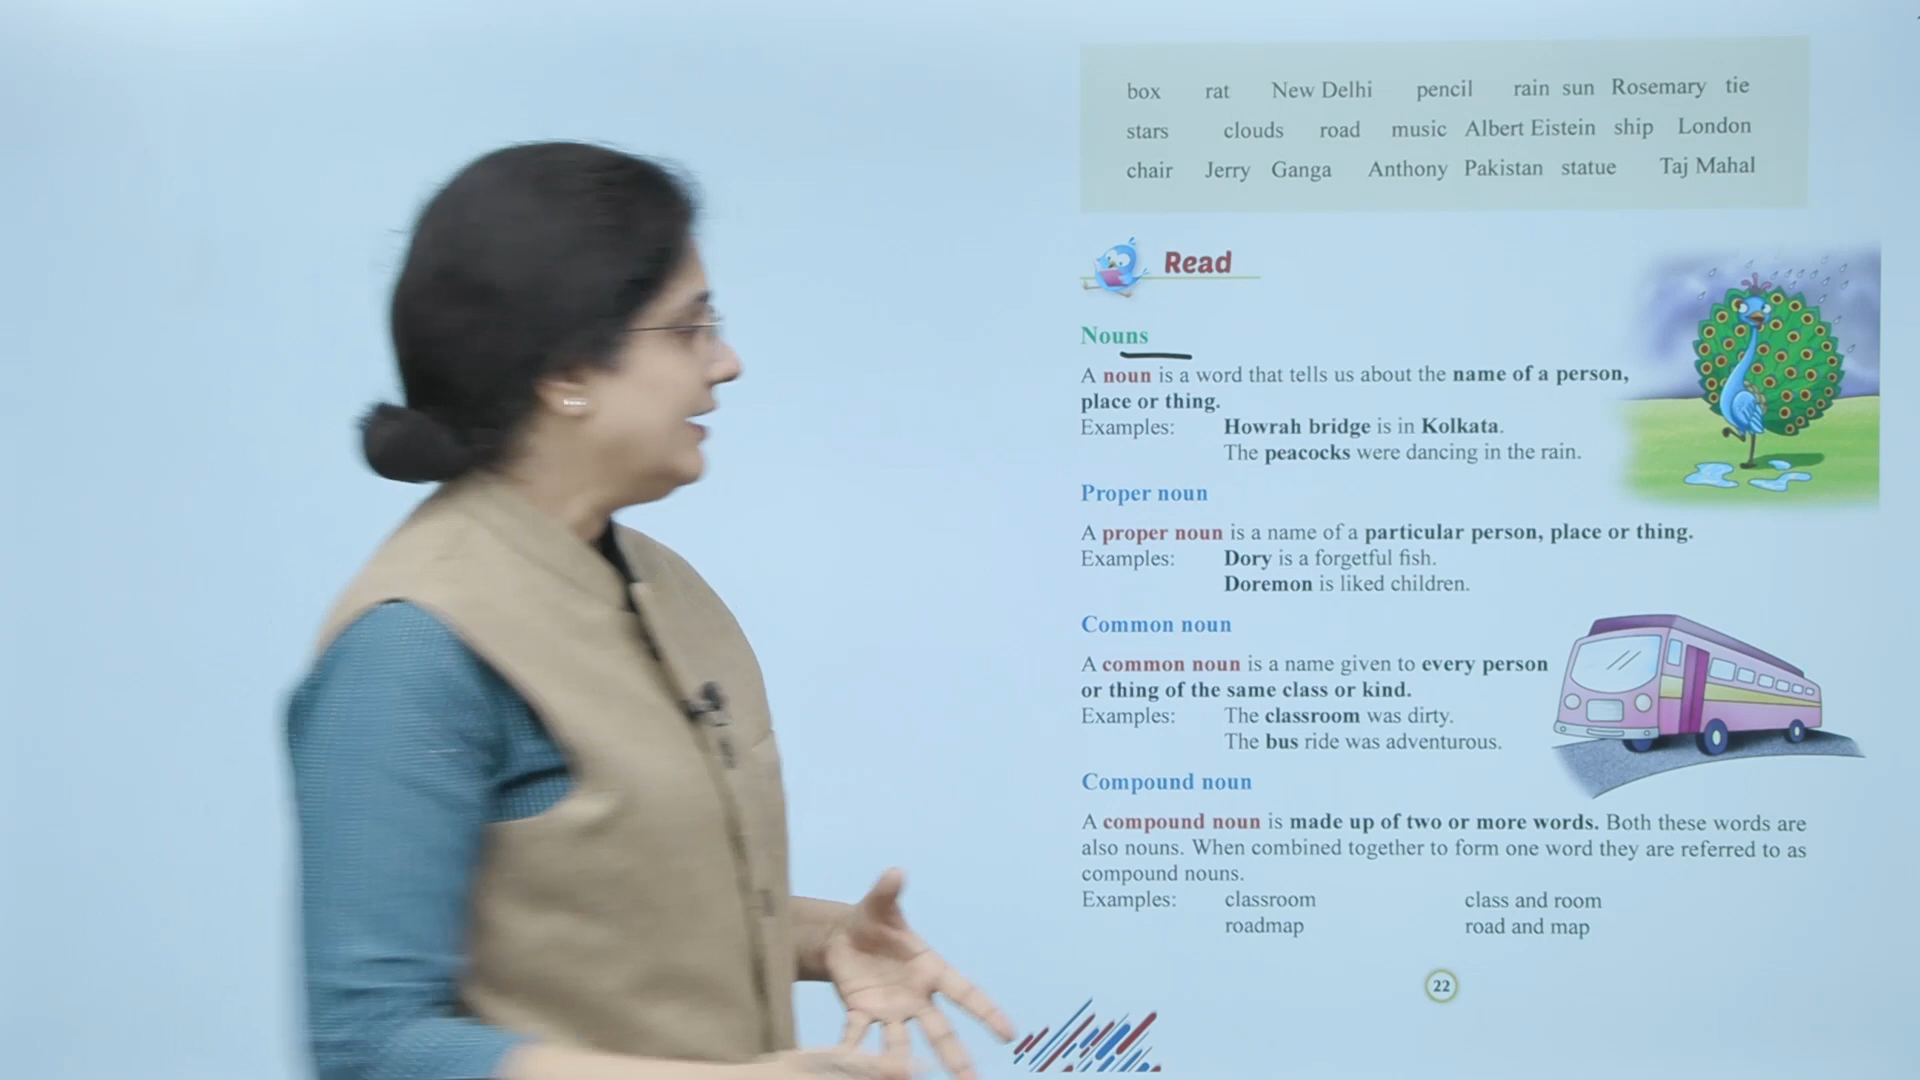 box rat New Delhi pencil rain sun Rosemary tie
stars clouds road music Albert Eistein ship London
chair Jerry Ganga Anthony Pakistan statue Taj Mahal
Read
Nouns
A noun is a word that tells us about the name of a person,
place or thing.
Examples: Howrah bridge is in Kolkata.
The peacocks were dancing in the rain.
Proper noun
A proper noun is a name of a particular person, place or thing.
Examples: Dory is a forgetful fish.
Doremon is liked children.
Common noun
A common noun is a name given to every person
or thing of the same class or kind.
Examples: The classroom was dirty.
The bus ride was adventurous.
Compound noun
A compound noun is made up of two or more words. Both these words are
also nouns. When combined together to form one word they are referred to as
compound nouns.
Examples: classroom class and room
roadmap road and map
22